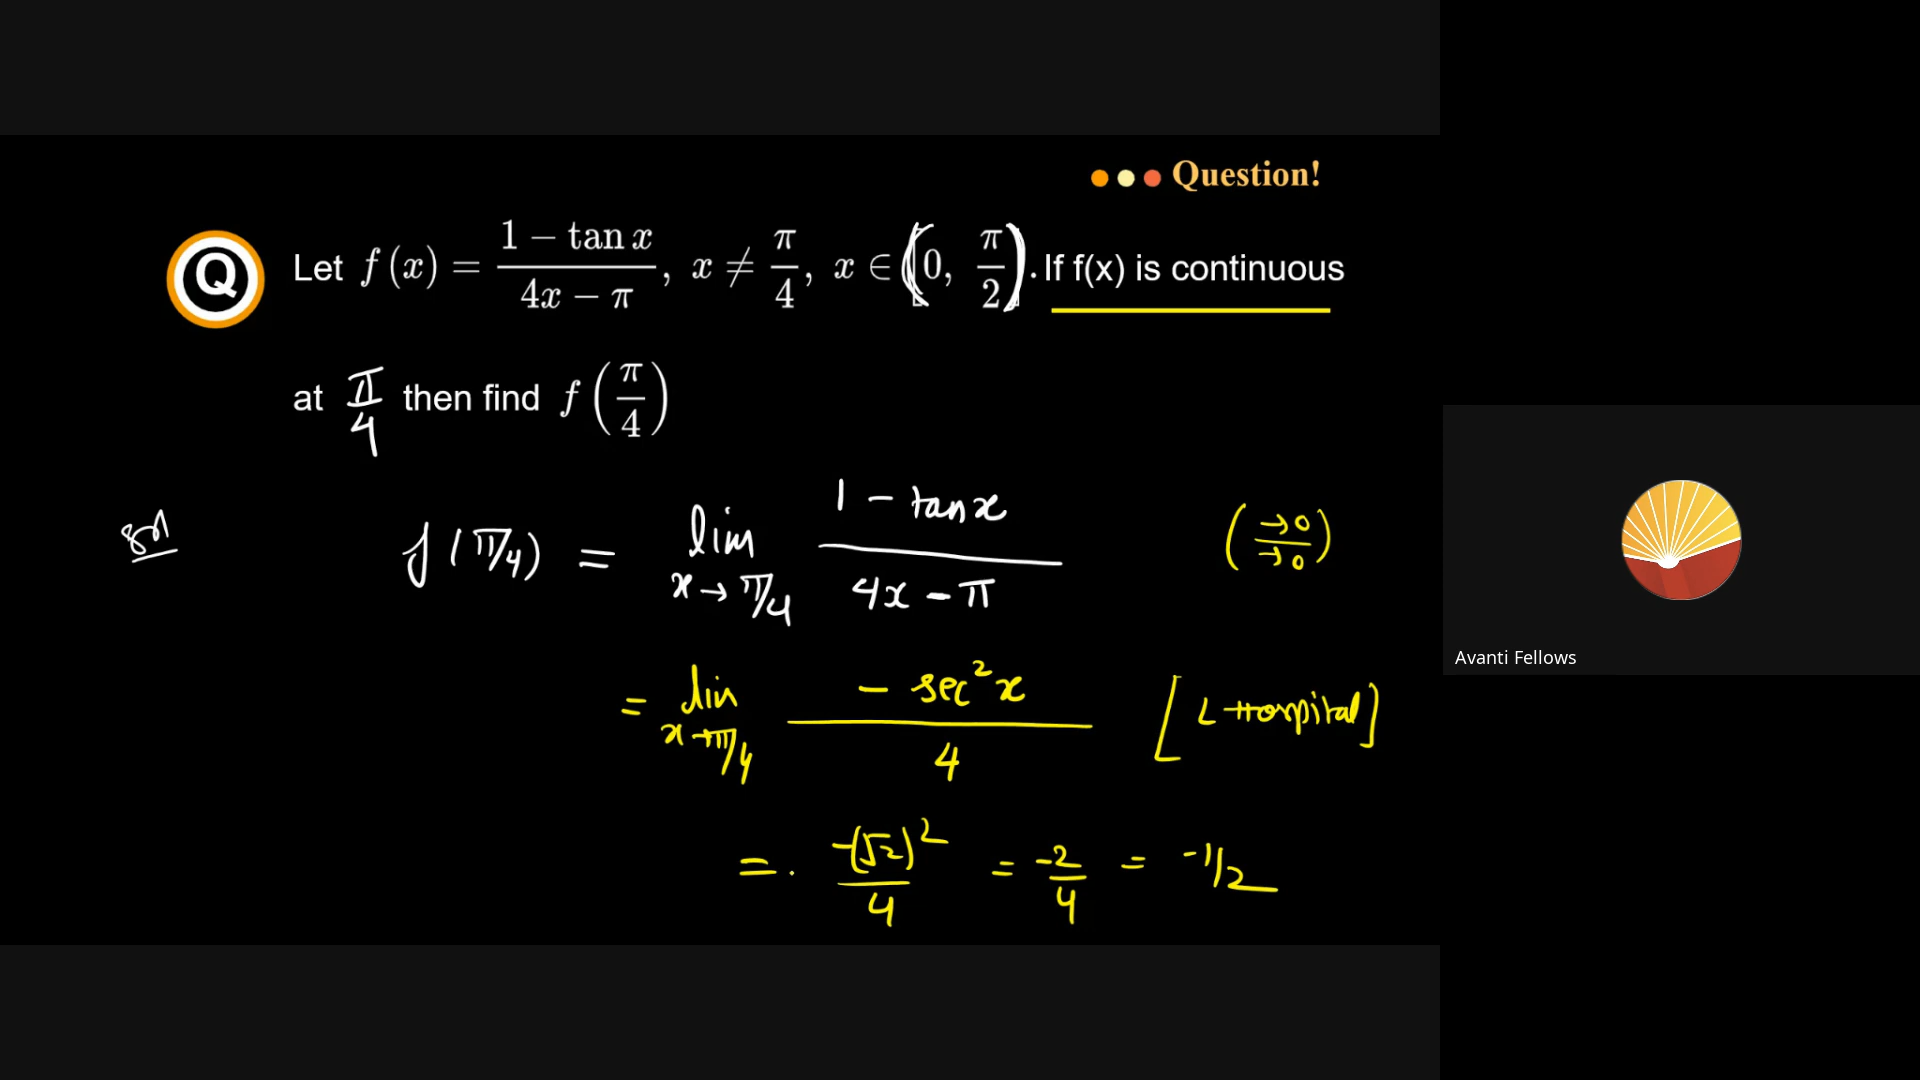 Question!
Q
Let f(x) = (1 − tan x)/(4x − π), x ≠ π/4, x ∈ (0, π/2). If f(x) is continuous
at π/4 then find f(π/4)
Sol
f(π/4) = lim x→π/4 (1 − tan x)/(4x − π) (→0/→0)
= lim x→π/4 (− sec²x)/4 [L-Hospital]
= . −(√2)²/4 = −2/4 = −1/2
Avanti Fellows